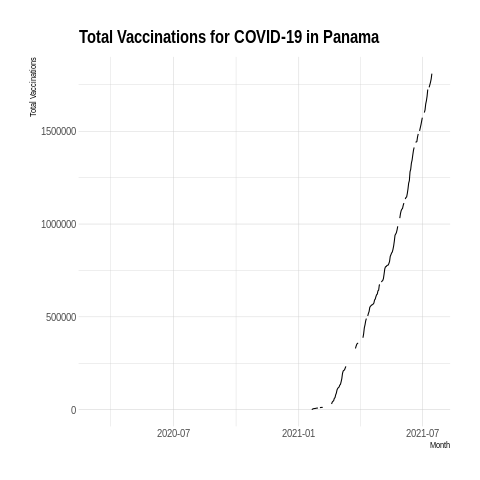 Total Vaccinations for COVID-19 in Panama
Total Vaccinations
1500000
1000000
500000
0
2020-07 2021-01 2021-07
Month